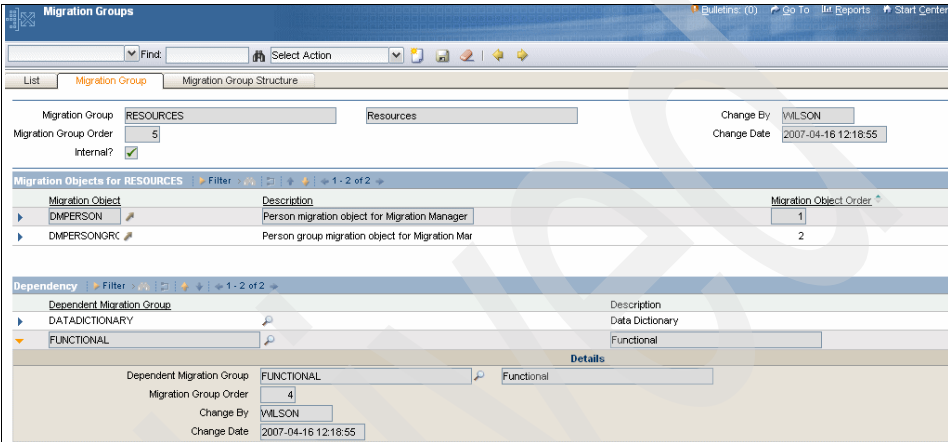 Migration Groups Bulletins: (0) Go To Reports Start Center
Find: Select Action
List Migration Group Migration Group Structure
Migration Group RESOURCES Resources Change By WILSON
Migration Group Order 5 Change Date 2007-04-16 12:18:55
Internal?
Migration Objects for RESOURCES Filter 1 - 2 of 2
Migration Object Description Migration Object Order
DMPERSON Person migration object for Migration Manager 1
DMPERSONGRC Person group migration object for Migration Mar 2
Dependency Filter 1 - 2 of 2
Dependent Migration Group Description
DATADICTIONARY Data Dictionary
FUNCTIONAL Functional
Details
Dependent Migration Group FUNCTIONAL Functional
Migration Group Order 4
Change By WILSON
Change Date 2007-04-16 12:18:55